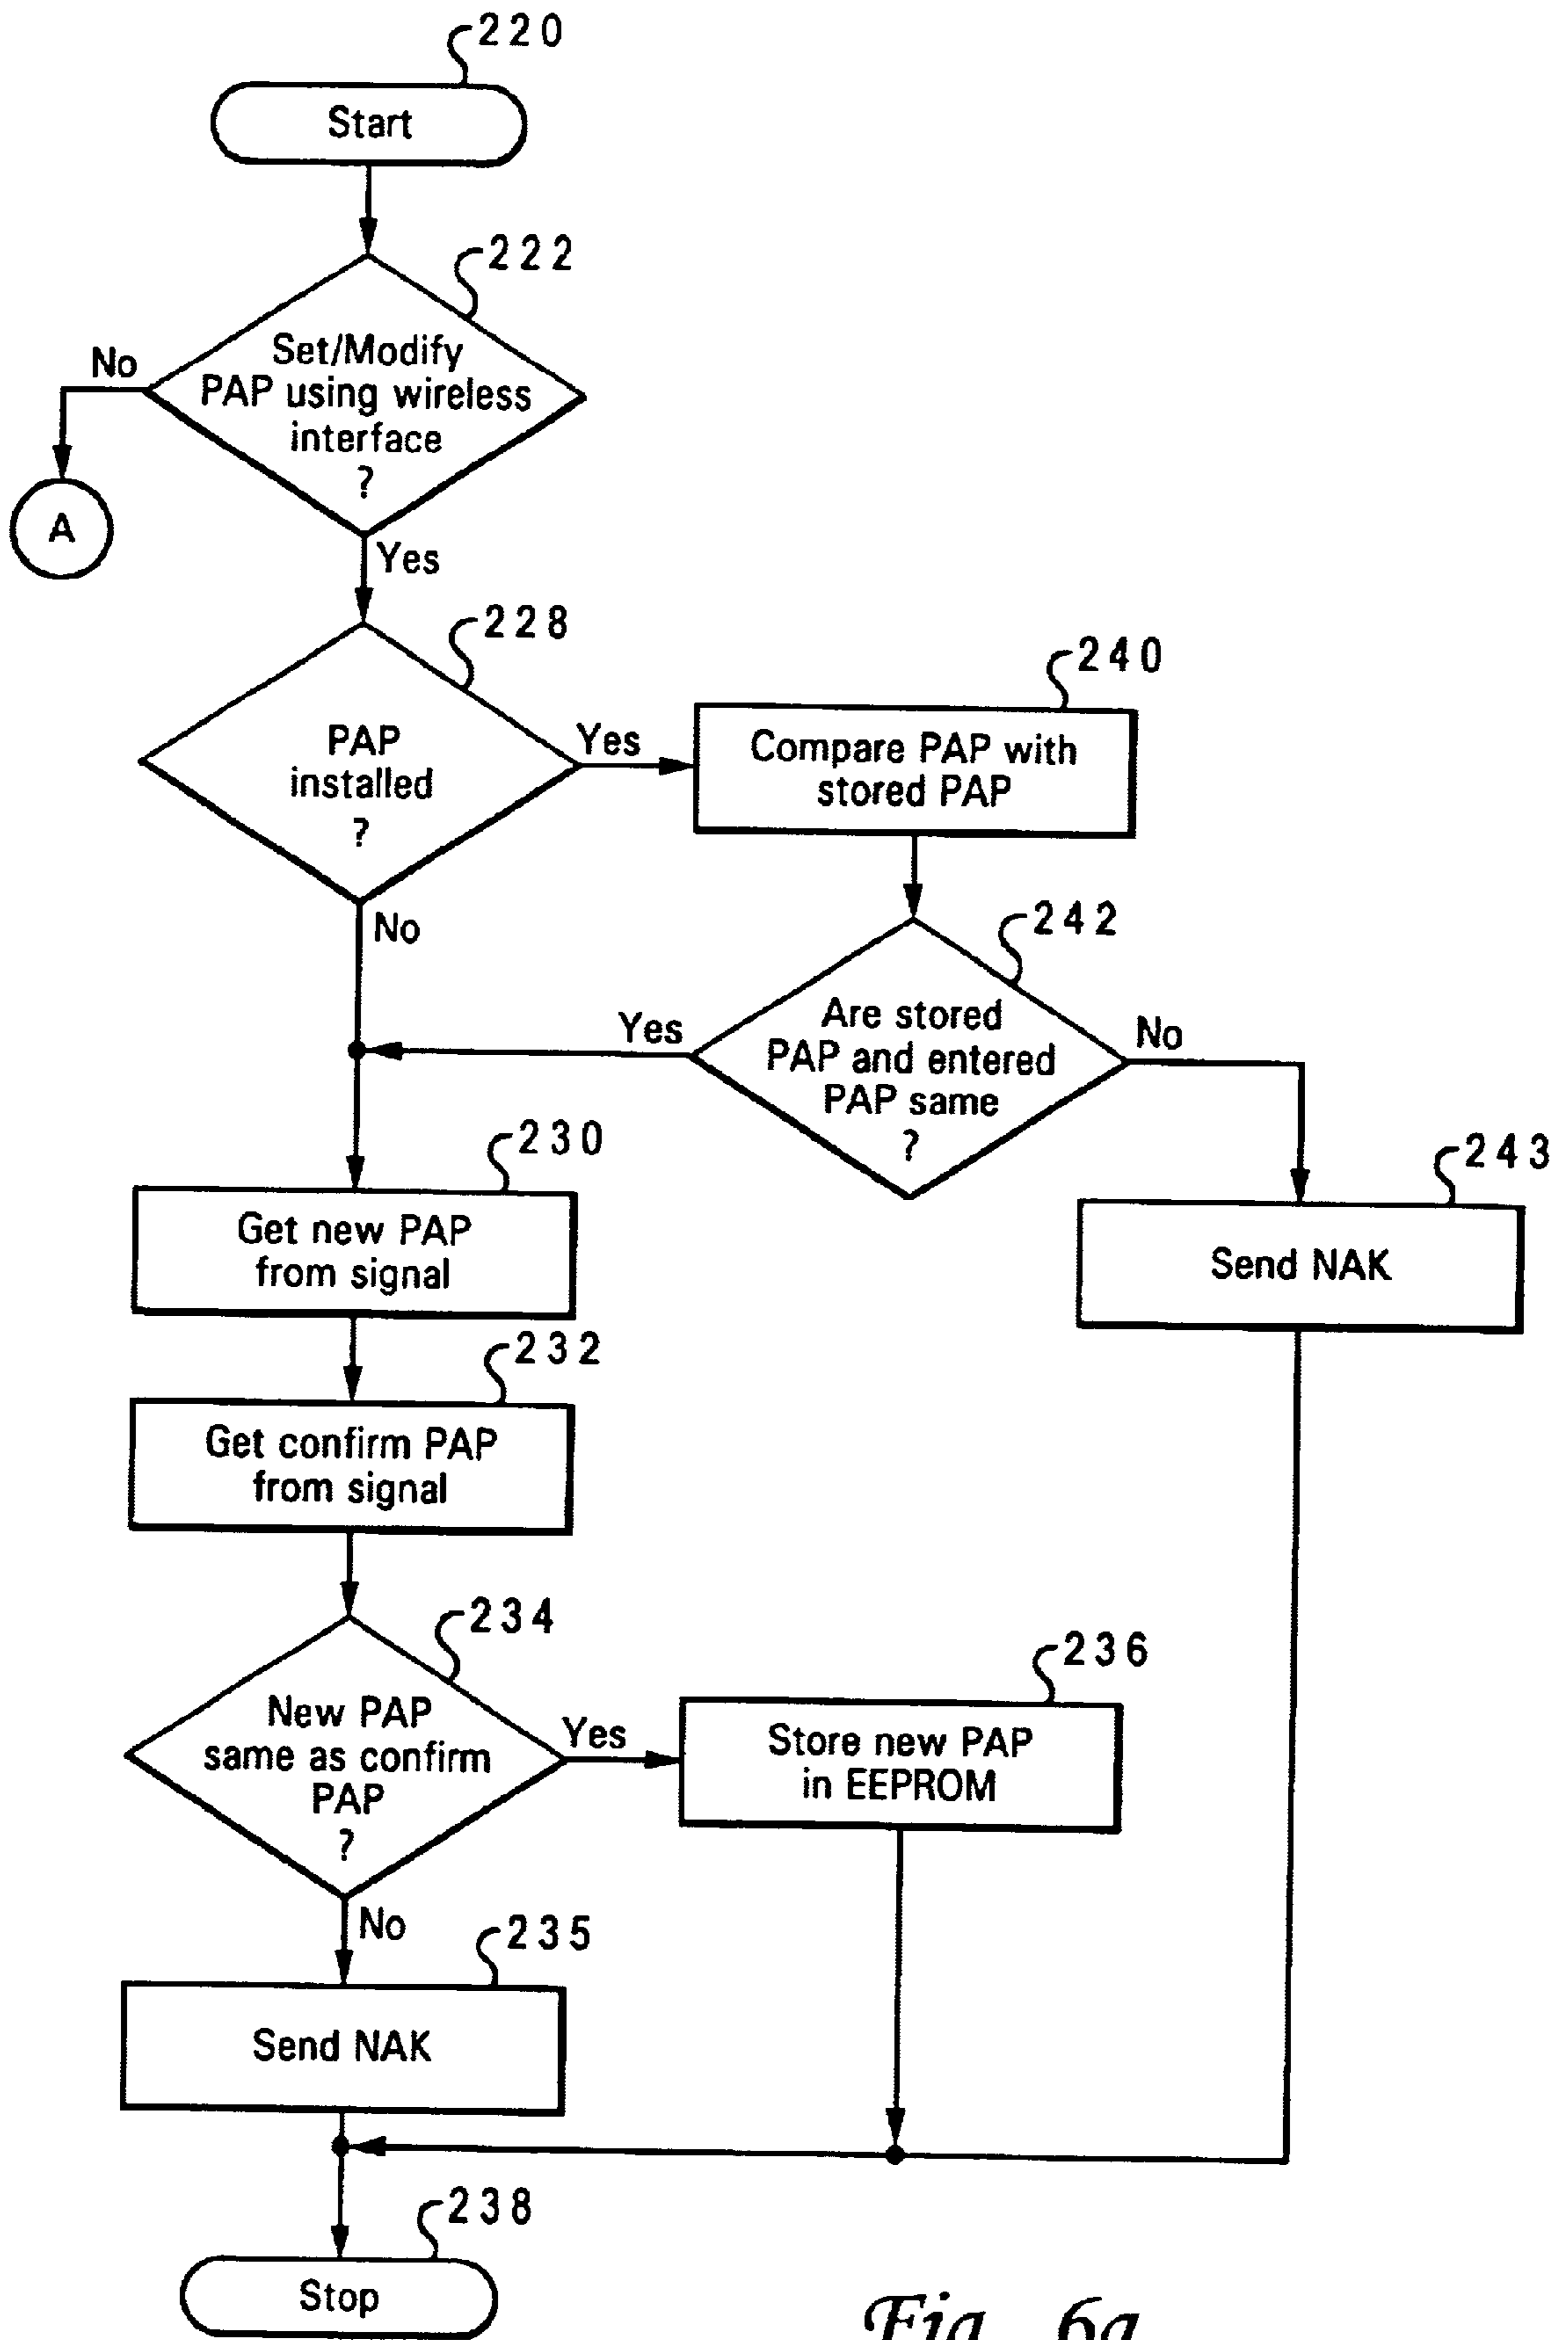 220
Start
222
Set/Modify
PAP using wireless
interface
?
No
A
Yes
228
PAP
installed
?
Yes
240
Compare PAP with
stored PAP
No
242
Are stored
PAP and entered
PAP same
?
Yes
No
230
Get new PAP
from signal
243
Send NAK
232
Get confirm PAP
from signal
234
New PAP
same as confirm
PAP
?
Yes
236
Store new PAP
in EEPROM
No
235
Send NAK
238
Stop
Fig. 6a